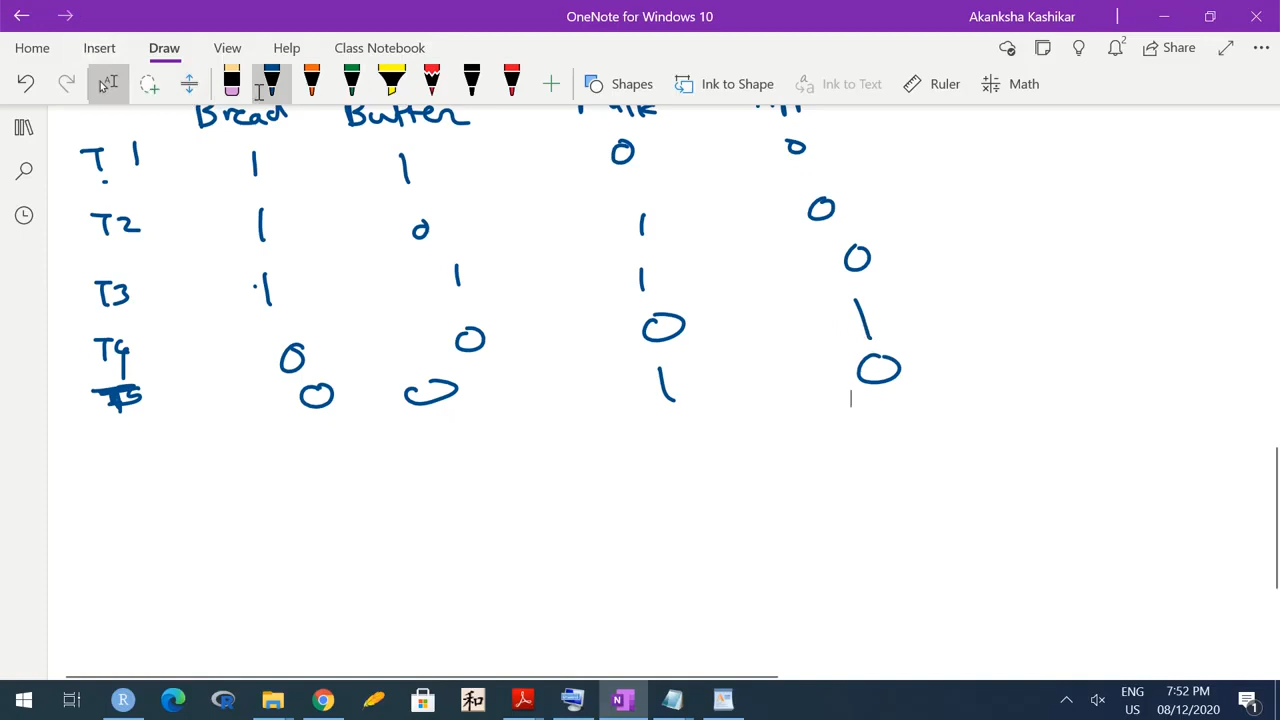 OneNote for Windows 10
Akanksha Kashikar
Home Insert Draw View Help Class Notebook
Share
Shapes Ink to Shape Ink to Text Ruler Math
Bread Butter
T1 1 1 0 0
T2 1 0 1 0
T3 1 1 1 0
T4 0 0 0 1
T5 0 0 1 0
ENG
US
7:52 PM
08/12/2020